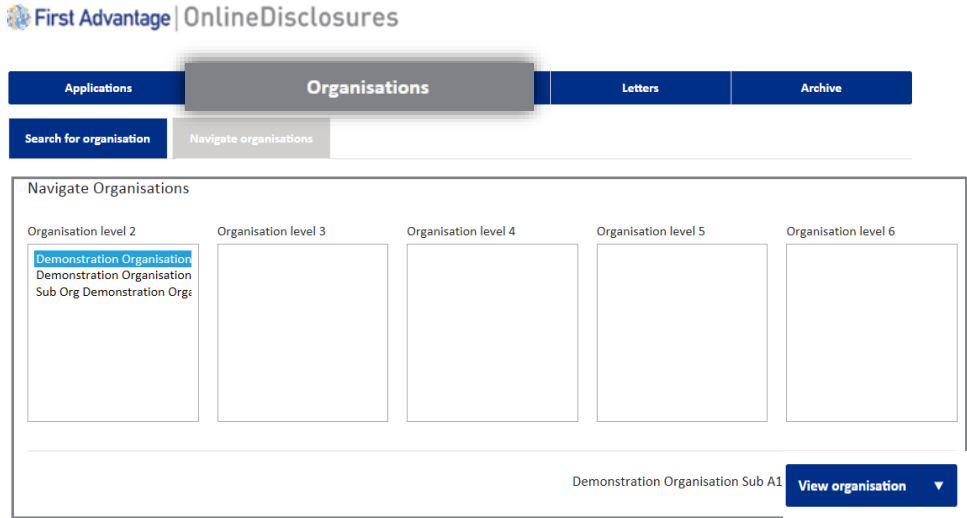 First Advantage | OnlineDisclosures
Applications Organisations Letters Archive
Search for organisation Navigate organisations
Navigate Organisations
Organisation level 2 Organisation level 3 Organisation level 4 Organisation level 5 Organisation level 6
Demonstration Organisation
Demonstration Organisation
Sub Org Demonstration Orga
Demonstration Organisation Sub A1 View organisation ▼